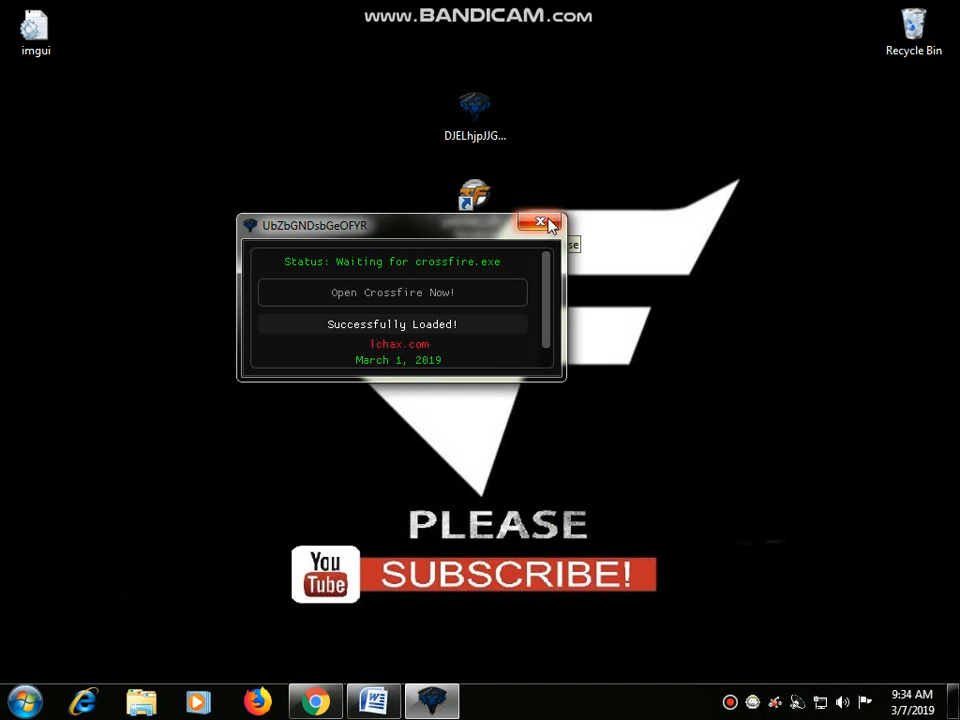 www.BANDICAM.com
imgui
Recycle Bin
DJELhjpJJG...
UbZbGNDsbGeOFYR
Status: Waiting for crossfire.exe
Open Crossfire Now!
Successfully Loaded!
lchax.com
March 1, 2019
PLEASE
You
Tube
SUBSCRIBE!
9:34 AM
3/7/2019